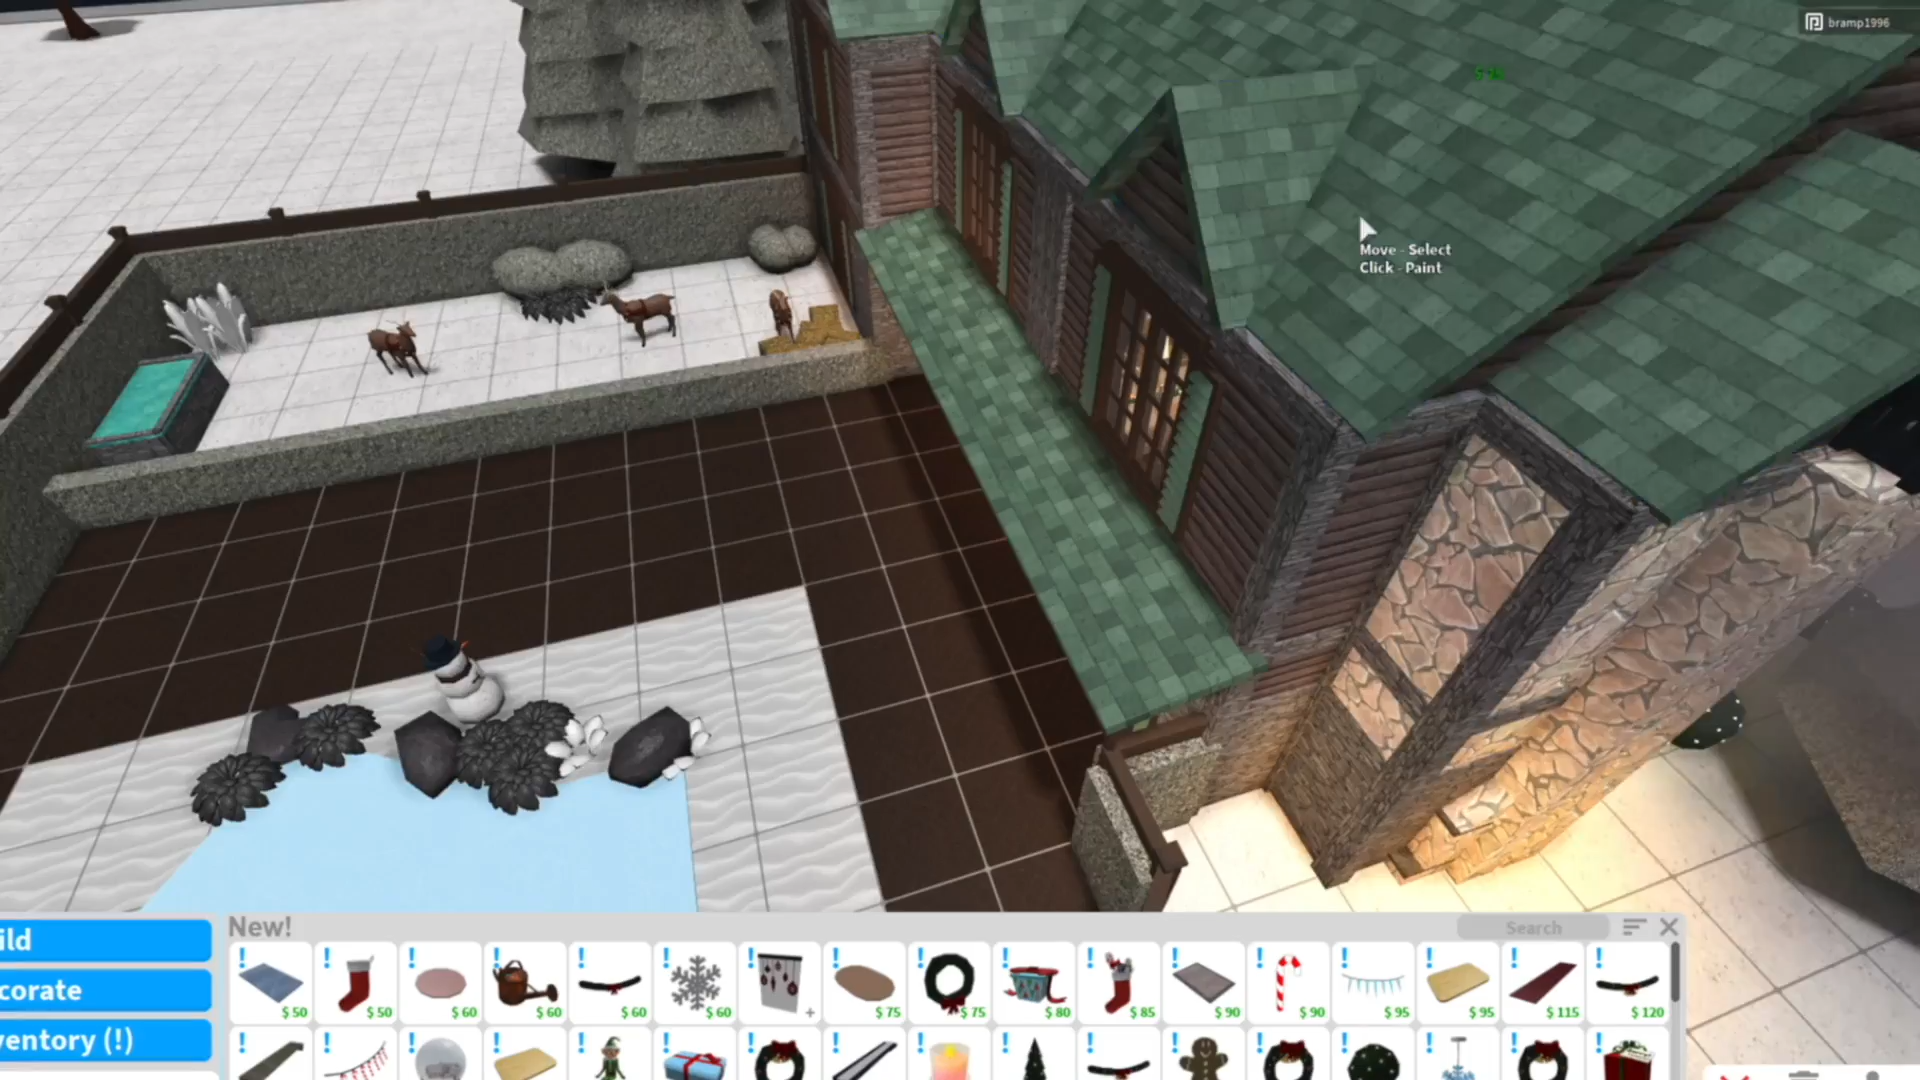 bramp1996
Move - Select
Click - Paint
ild
New!
Search
corate
ventory (!)
$ 50
$ 50
$ 60
$ 60
$ 60
$ 60
+
$ 75
$ 75
$ 80
$ 85
$ 90
$ 90
$ 95
$ 95
$ 115
$ 120